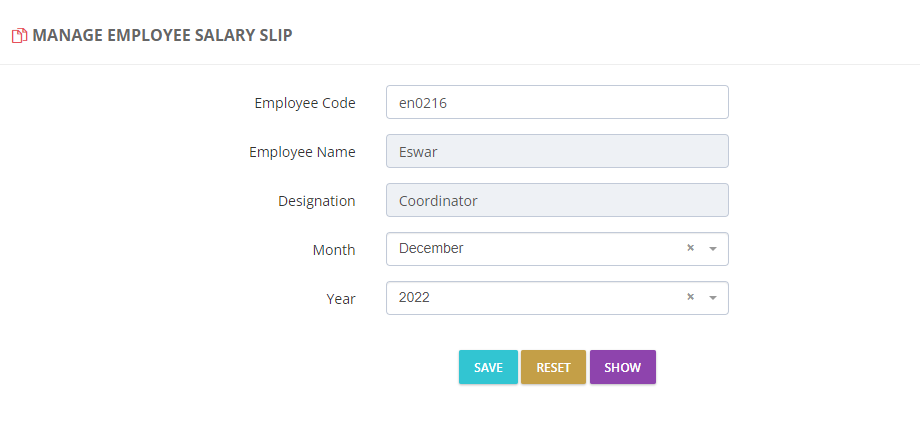 MANAGE EMPLOYEE SALARY SLIP
Employee Code en0216
Employee Name Eswar
Designation Coordinator
Month December ×
Year 2022 ×
SAVE RESET SHOW